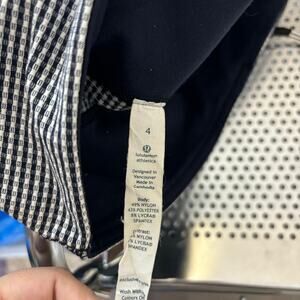 4
lululemon
athletica
Designed in
Vancouver
Made in
Cambodia
Body:
49% NYLON
43% POLYESTER
8% LYCRA®
SPANDEX
NYLON
LYCRA®
SPANDEX
Wash With
Colors